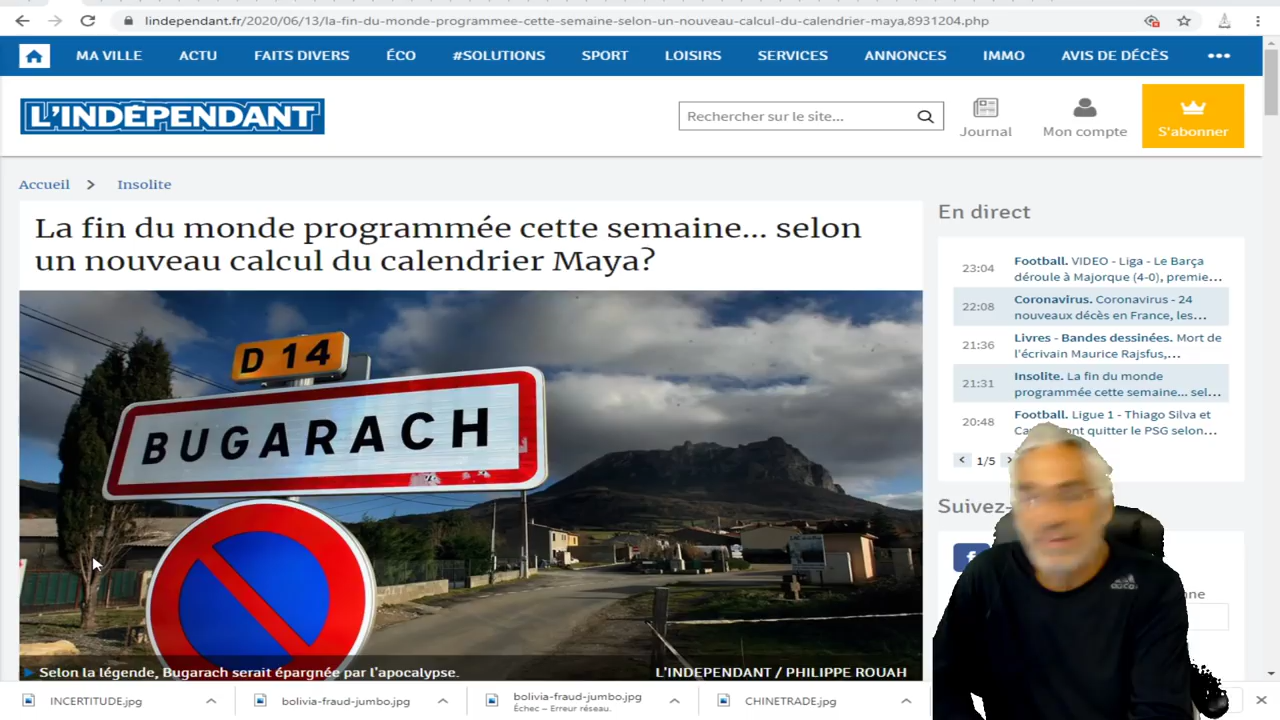 lindependant.fr/2020/06/13/la-fin-du-monde-programmee-cette-semaine-selon-un-nouveau-calcul-du-calendrier-maya,8931204.php
MA VILLE ACTU FAITS DIVERS ÉCO #SOLUTIONS SPORT LOISIRS SERVICES ANNONCES IMMO AVIS DE DÉCÈS
L'INDÉPENDANT
Rechercher sur le site...
Journal
Mon compte
S'abonner
Accueil > Insolite
La fin du monde programmée cette semaine... selon
un nouveau calcul du calendrier Maya?
D 14
BUGARACH
Selon la légende, Bugarach serait épargnée par l'apocalypse.
L'INDEPENDANT / PHILIPPE ROUAH
En direct
23:04 Football. VIDEO - Liga - Le Barça
déroule à Majorque (4-0), premie...
22:08 Coronavirus. Coronavirus - 24
nouveaux décès en France, les...
21:36 Livres - Bandes dessinées. Mort de
l'écrivain Maurice Rajsfus,...
21:31 Insolite. La fin du monde
programmée cette semaine... sel...
20:48 Football. Ligue 1 - Thiago Silva et
quitter le PSG selon...
< 1/5 >
Suivez-
f
adidas
INCERTITUDE.jpg
bolivia-fraud-jumbo.jpg
bolivia-fraud-jumbo.jpg
Échec – Erreur réseau.
CHINETRADE.jpg